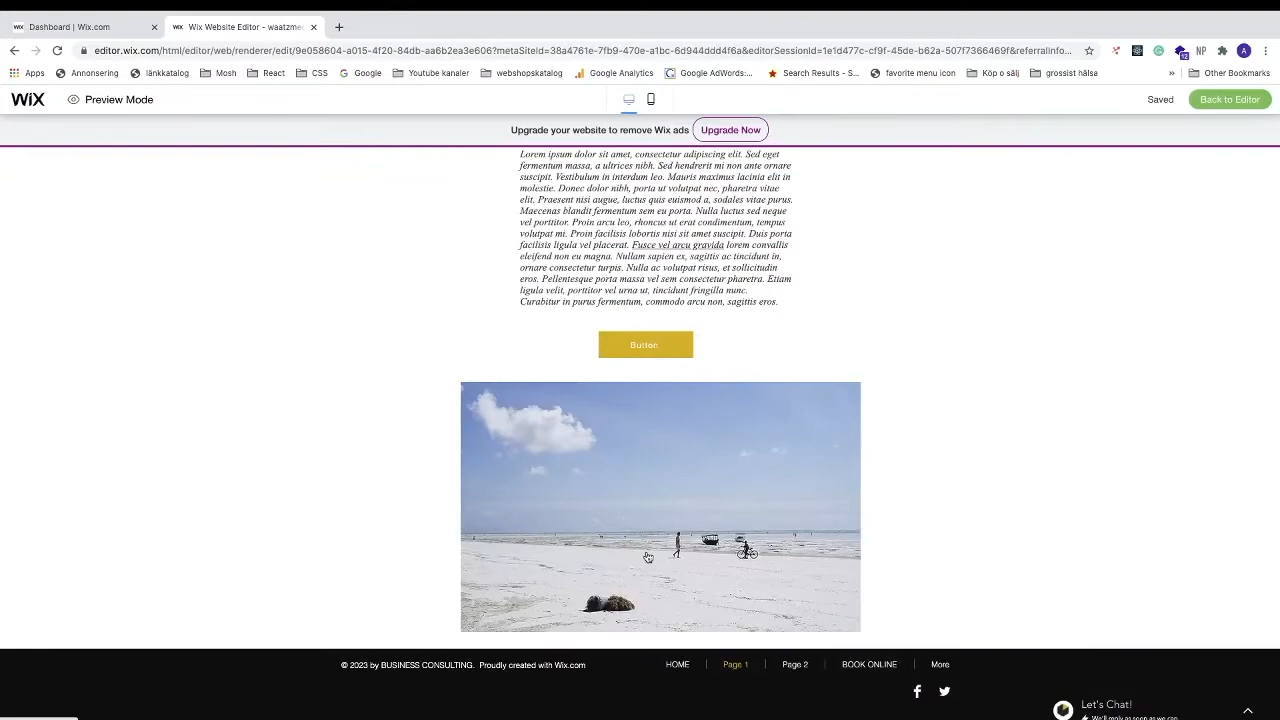 Dashboard | Wix.com
Wix Website Editor - waatzmec
editor.wix.com/html/editor/web/renderer/edit/9e058604-a015-4f20-84db-aa6b2ea3e606?metaSiteId=38a4761e-7fb9-470e-a1bc-6d944ddd4f6a&editorSessionId=1e1d477c-cf9f-45de-b62a-507f7366469f&referralInfo...
NP
12
A
Apps
Annonsering
länkkatalog
Mosh
React
CSS
Google
Youtube kanaler
webshopskatalog
Google Analytics
Google AdWords:...
Search Results - S...
favorite menu icon
Köp o sälj
grossist hälsa
»
Other Bookmarks
WiX
Preview Mode
Saved
Back to Editor
Upgrade your website to remove Wix ads
Upgrade Now
Lorem ipsum dolor sit amet, consectetur adipiscing elit. Sed eget
fermentum massa, a ultrices nibh. Sed hendrerit mi non ante ornare
suscipit. Vestibulum in interdum leo. Mauris maximus lacinia elit in
molestie. Donec dolor nibh, porta ut volutpat nec, pharetra vitae
elit. Praesent nisi augue, luctus quis euismod a, sodales vitae purus.
Maecenas blandit fermentum sem eu porta. Nulla luctus sed neque
vel porttitor. Proin arcu leo, rhoncus ut erat condimentum, tempus
volutpat mi. Proin facilisis lobortis nisi sit amet suscipit. Duis porta
facilisis ligula vel placerat. Fusce vel arcu gravida lorem convallis
eleifend non eu magna. Nullam sapien ex, sagittis ac tincidunt in,
ornare consectetur turpis. Nulla ac volutpat risus, et sollicitudin
eros. Pellentesque porta massa vel sem consectetur pharetra. Etiam
ligula velit, porttitor vel urna ut, tincidunt fringilla nunc.
Curabitur in purus fermentum, commodo arcu non, sagittis eros.
Button
© 2023 by BUSINESS CONSULTING. Proudly created with Wix.com
HOME
Page 1
Page 2
BOOK ONLINE
More
Let's Chat!
We'll reply as soon as we can